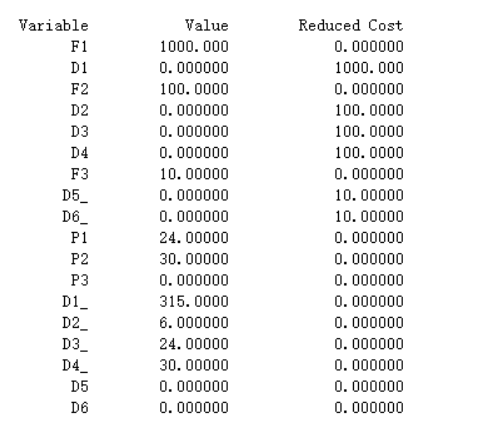 Variable Value Reduced Cost
F1 1000.000 0.000000
D1 0.000000 1000.000
F2 100.0000 0.000000
D2 0.000000 100.0000
D3 0.000000 100.0000
D4 0.000000 100.0000
F3 10.00000 0.000000
D5_ 0.000000 10.00000
D6_ 0.000000 10.00000
P1 24.00000 0.000000
P2 30.00000 0.000000
P3 0.000000 0.000000
D1_ 315.0000 0.000000
D2_ 6.000000 0.000000
D3_ 24.00000 0.000000
D4_ 30.00000 0.000000
D5 0.000000 0.000000
D6 0.000000 0.000000